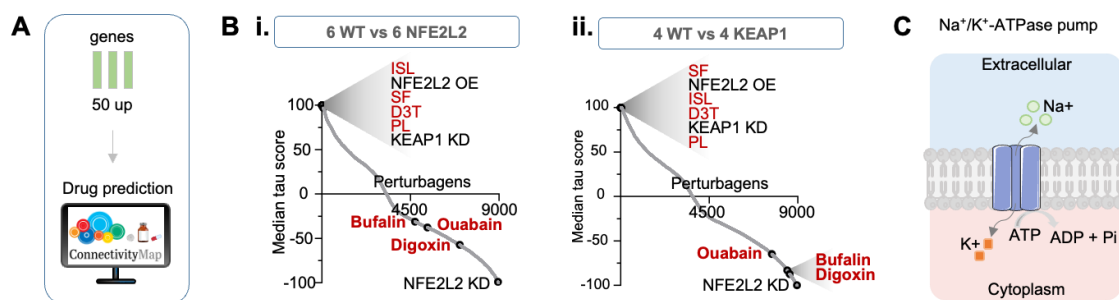 A
genes
50 up
Drug prediction
ConnectivityMap
B
i.
6 WT vs 6 NFE2L2
ISL
NFE2L2 OE
SF
D3T
PL
KEAP1 KD
Median tau score
100
50
0
-50
-100
Perturbagens
4500
9000
Bufalin
Ouabain
Digoxin
NFE2L2 KD
ii.
4 WT vs 4 KEAP1
SF
NFE2L2 OE
ISL
D3T
KEAP1 KD
PL
Median tau score
100
50
0
-50
-100
Perturbagens
4500
9000
Ouabain
Bufalin
Digoxin
NFE2L2 KD
C
Na⁺/K⁺-ATPase pump
Extracellular
Na+
K+
ATP
ADP + Pi
Cytoplasm